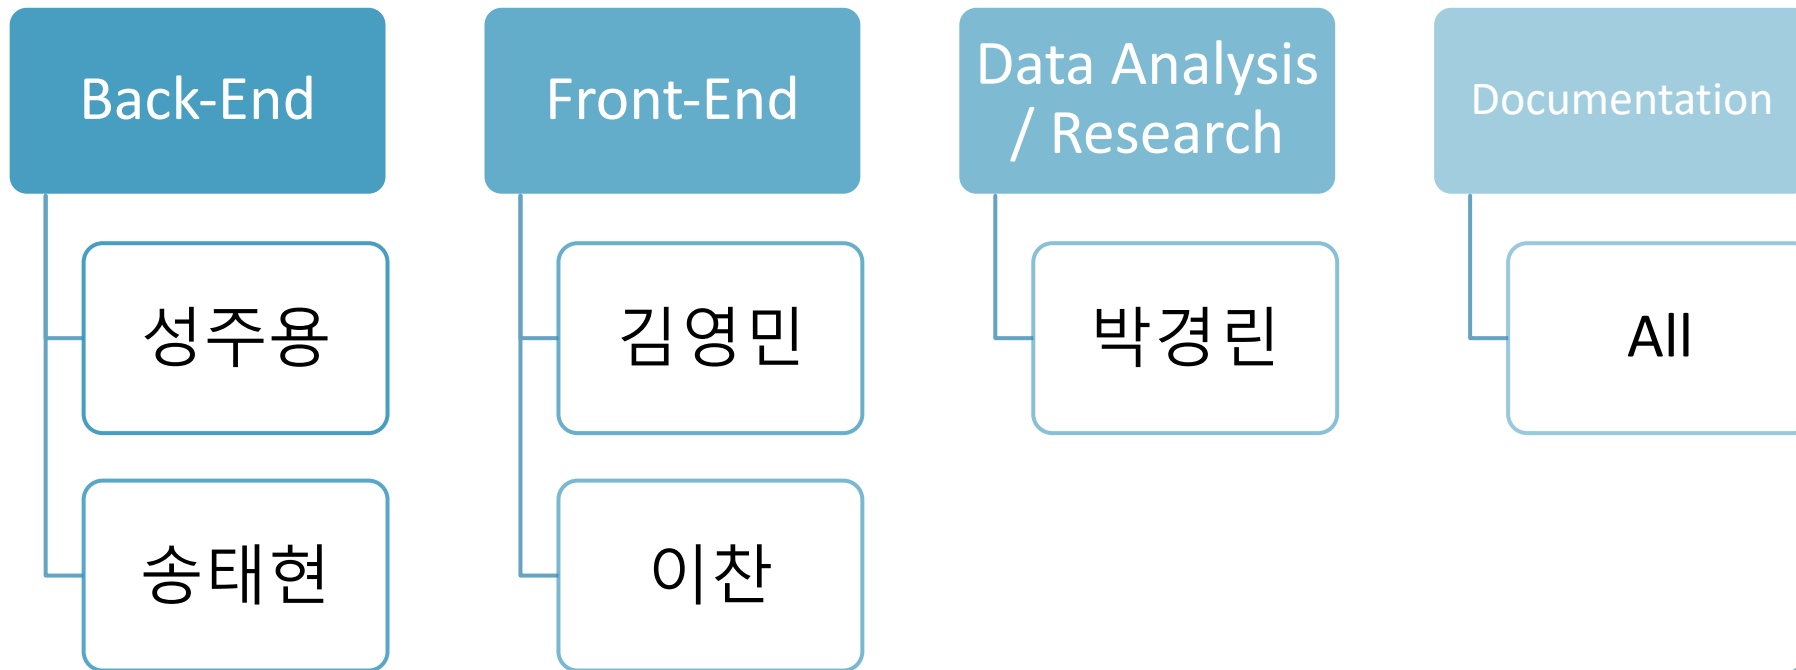 Back-End
성주용
송태현
Front-End
김영민
이찬
Data Analysis
/ Research
박경린
Documentation
All